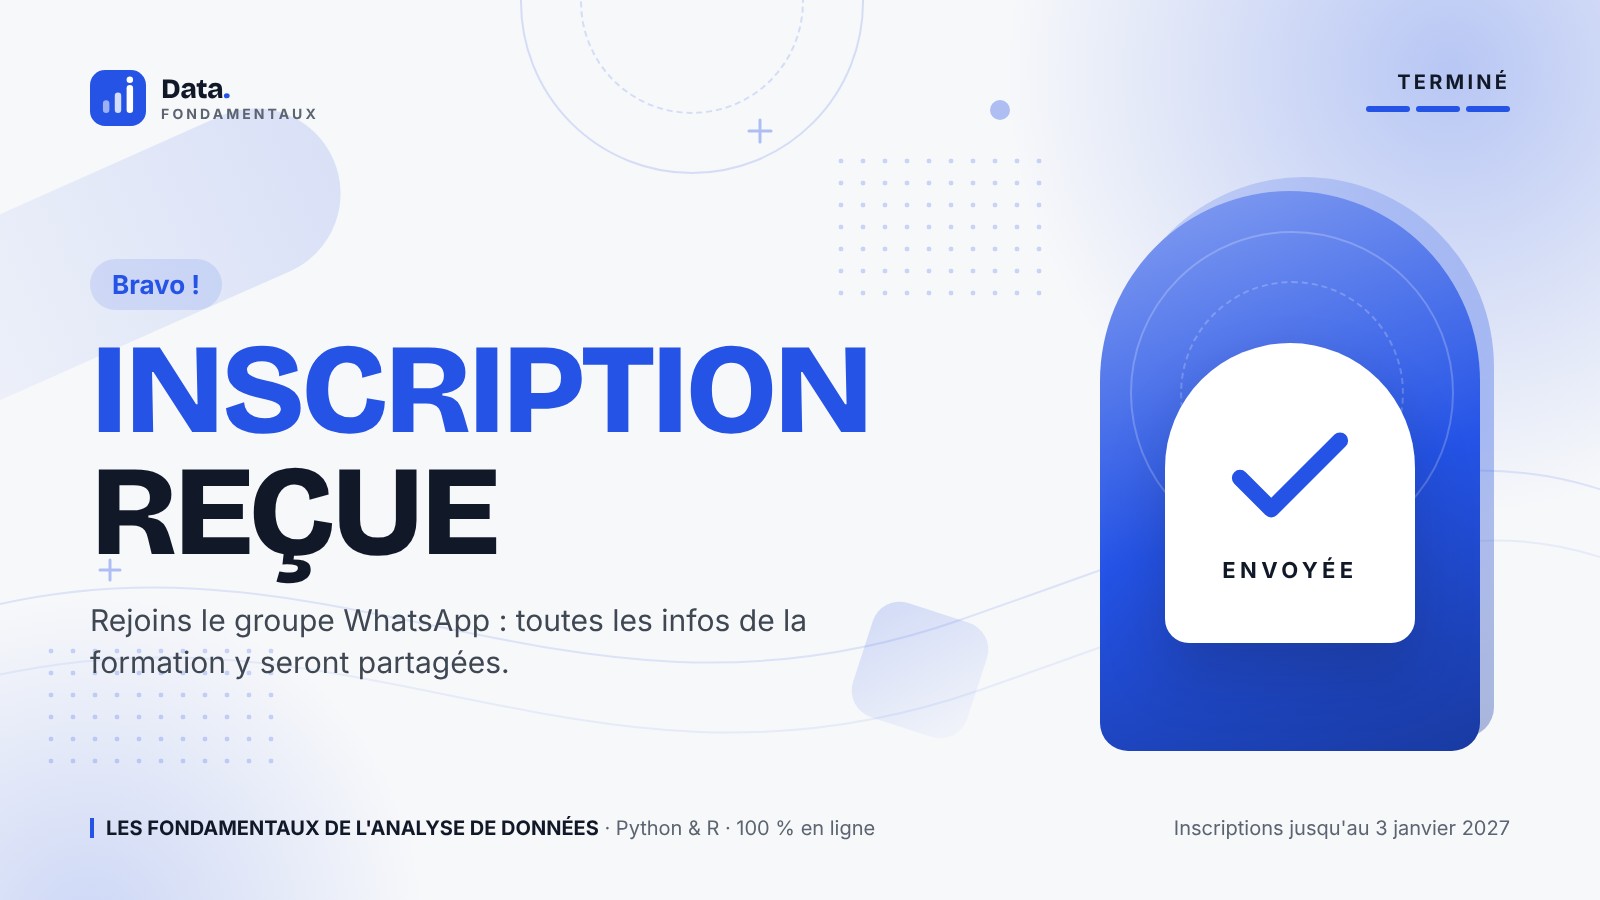 Data.
FONDAMENTAUX
TERMINÉ
Bravo !
INSCRIPTION
REÇUE
Rejoins le groupe WhatsApp : toutes les infos de la
formation y seront partagées.
ENVOYÉE
LES FONDAMENTAUX DE L'ANALYSE DE DONNÉES · Python & R · 100 % en ligne
Inscriptions jusqu'au 3 janvier 2027